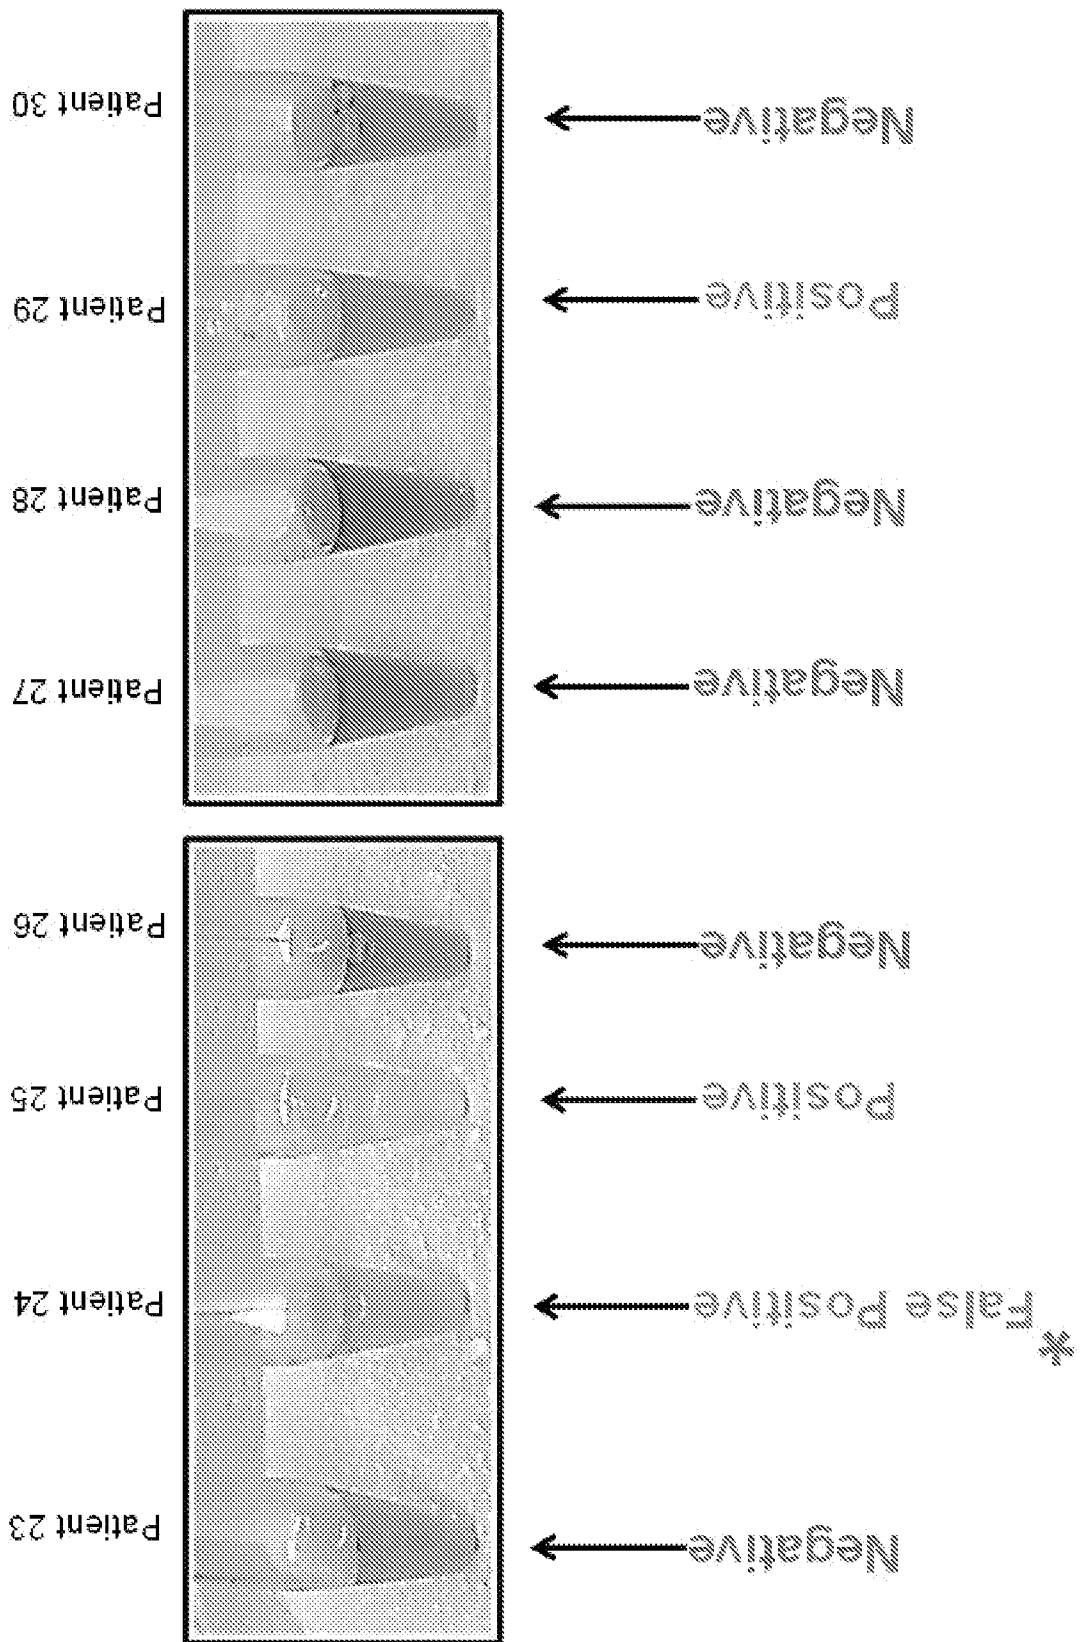 Negative
Patient 23
*
False Positive
Patient 24
Positive
Patient 25
Negative
Patient 26
Negative
Patient 27
Negative
Patient 28
Positive
Patient 29
Negative
Patient 30